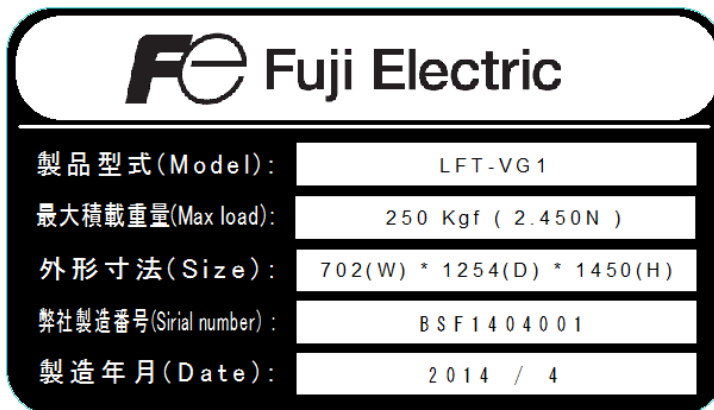 Fe Fuji Electric
製品型式(Model): LFT-VG1
最大積載重量(Max load): 250 Kgf ( 2.450N )
外形寸法(Size): 702(W) * 1254(D) * 1450(H)
弊社製造番号(Sirial number) : BSF1404001
製造年月(Date): 2014 / 4